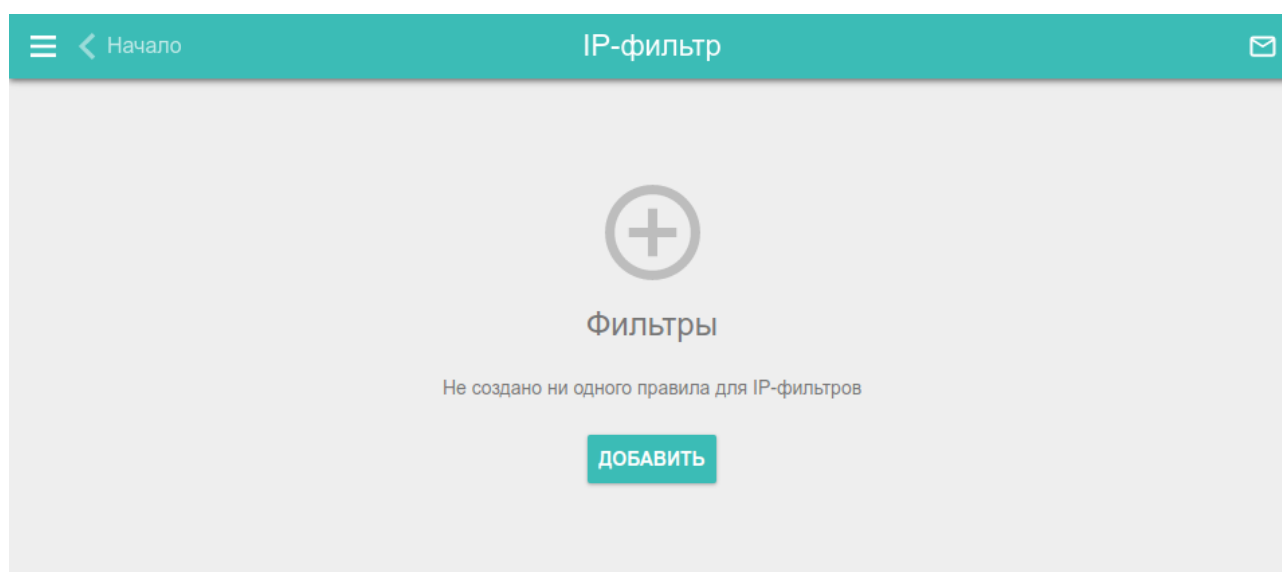 Начало
IP-фильтр
Фильтры
Не создано ни одного правила для IP-фильтров
ДОБАВИТЬ